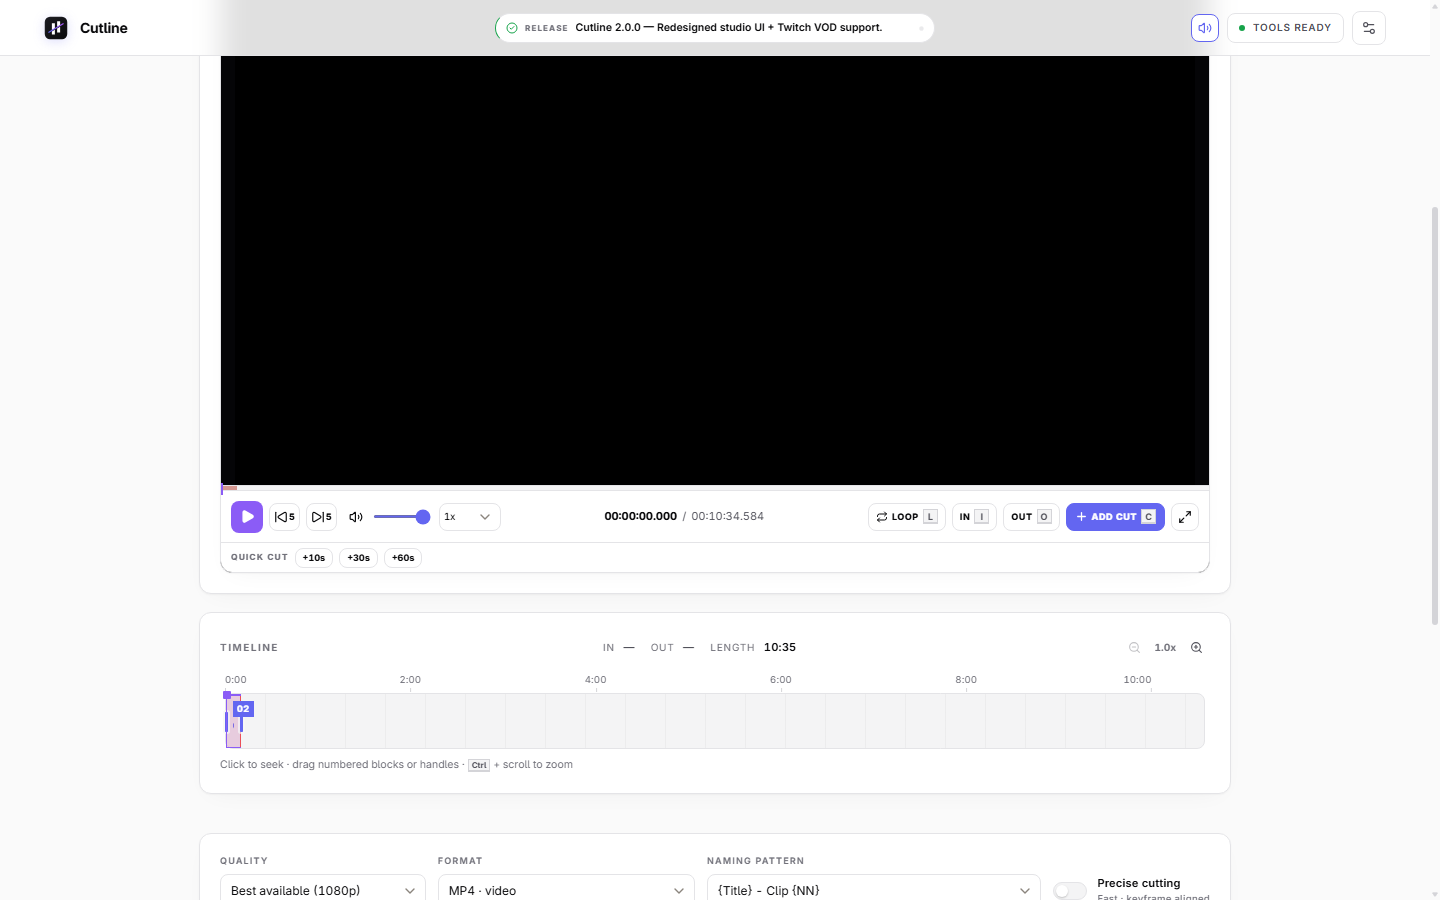 Cutline
RELEASE Cutline 2.0.0 — Redesigned studio UI + Twitch VOD support.
TOOLS READY
5
5
1x
00:00:00.000 / 00:10:34.584
LOOP L
IN I
OUT O
+ ADD CUT C
QUICK CUT +10s +30s +60s
TIMELINE
IN — OUT — LENGTH 10:35
1.0x
0:00 2:00 4:00 6:00 8:00 10:00
02
Click to seek · drag numbered blocks or handles · Ctrl + scroll to zoom
QUALITY
FORMAT
NAMING PATTERN
Best available (1080p)
MP4 · video
{Title} - Clip {NN}
Precise cutting
Fast · keyframe aligned